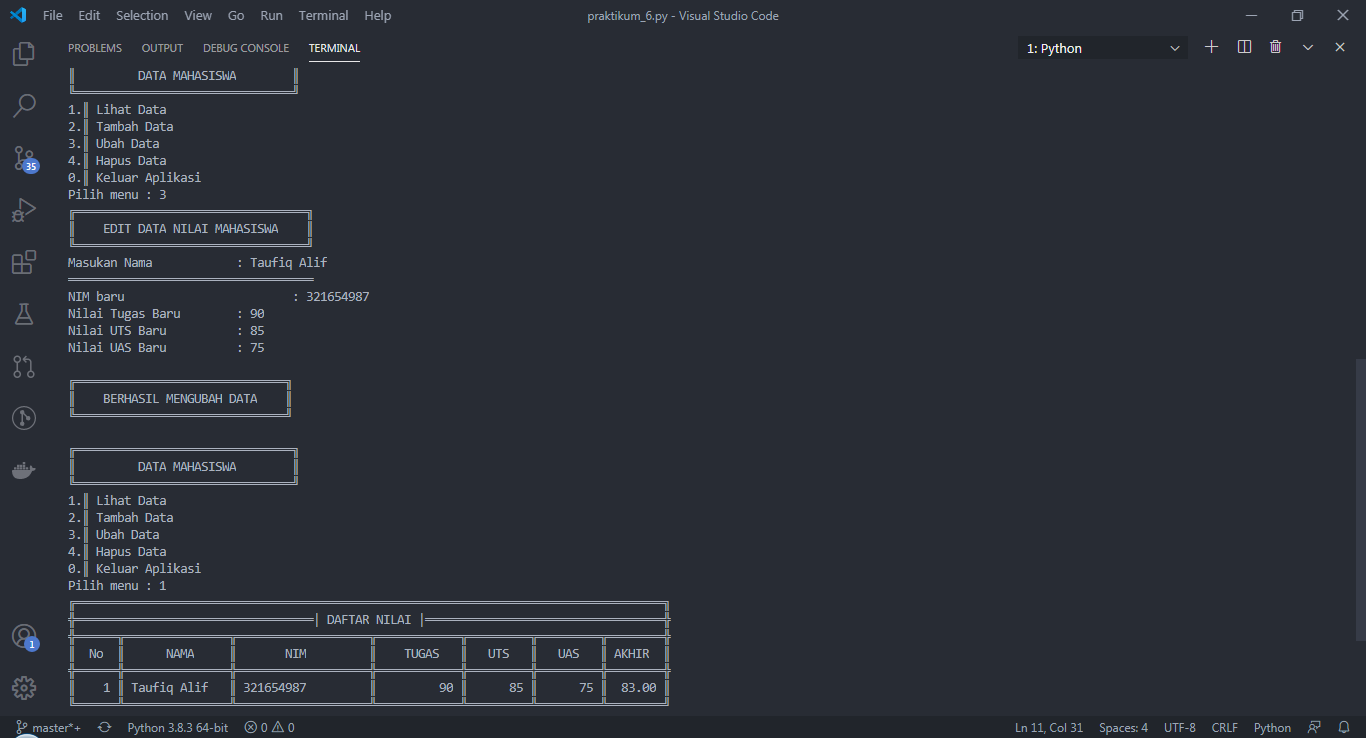 File Edit Selection View Go Run Terminal Help praktikum_6.py - Visual Studio Code
PROBLEMS OUTPUT DEBUG CONSOLE TERMINAL 1: Python
DATA MAHASISWA
1.║ Lihat Data
2.║ Tambah Data
3.║ Ubah Data
4.║ Hapus Data
0.║ Keluar Aplikasi
Pilih menu : 3
EDIT DATA NILAI MAHASISWA
Masukan Nama : Taufiq Alif
NIM baru : 321654987
Nilai Tugas Baru : 90
Nilai UTS Baru : 85
Nilai UAS Baru : 75
BERHASIL MENGUBAH DATA
DATA MAHASISWA
1.║ Lihat Data
2.║ Tambah Data
3.║ Ubah Data
4.║ Hapus Data
0.║ Keluar Aplikasi
Pilih menu : 1
| DAFTAR NILAI |
No NAMA NIM TUGAS UTS UAS AKHIR
1 Taufiq Alif 321654987 90 85 75 83.00
35
1
master*+ Python 3.8.3 64-bit 0 0 Ln 11, Col 31 Spaces: 4 UTF-8 CRLF Python